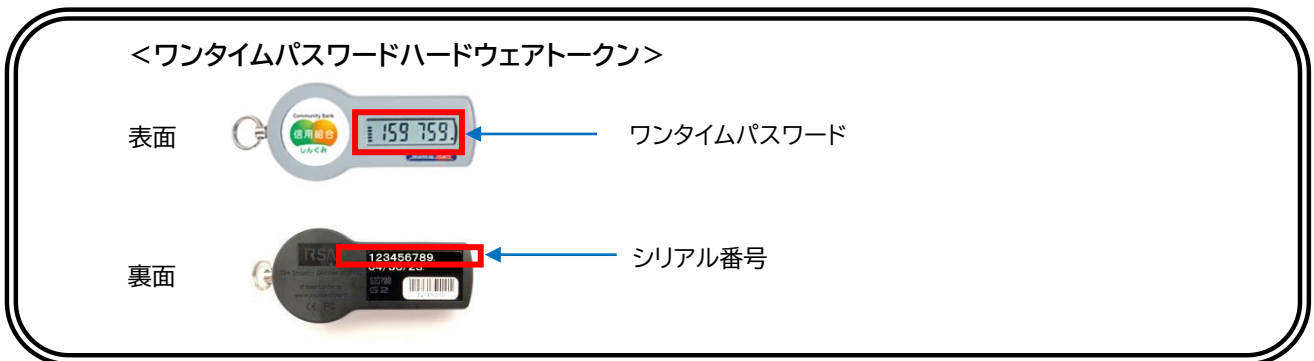 <ワンタイムパスワードハードウェアトークン>
表面
Community Bank
信用組合
しんくみ
159 759
ワンタイムパスワード
裏面
RSA
123456789
シリアル番号